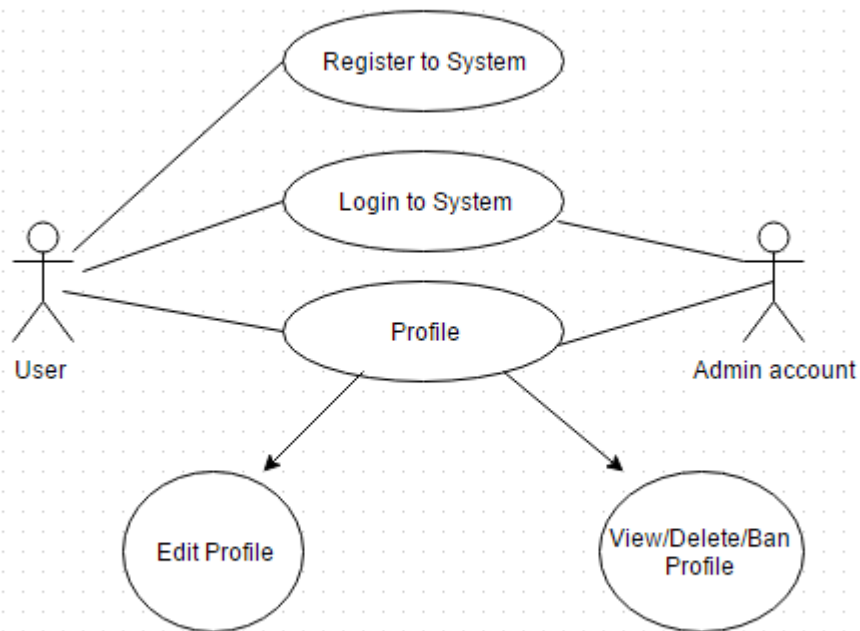 Register to System
Login to System
Profile
User
Admin account
Edit Profile
View/Delete/Ban
Profile